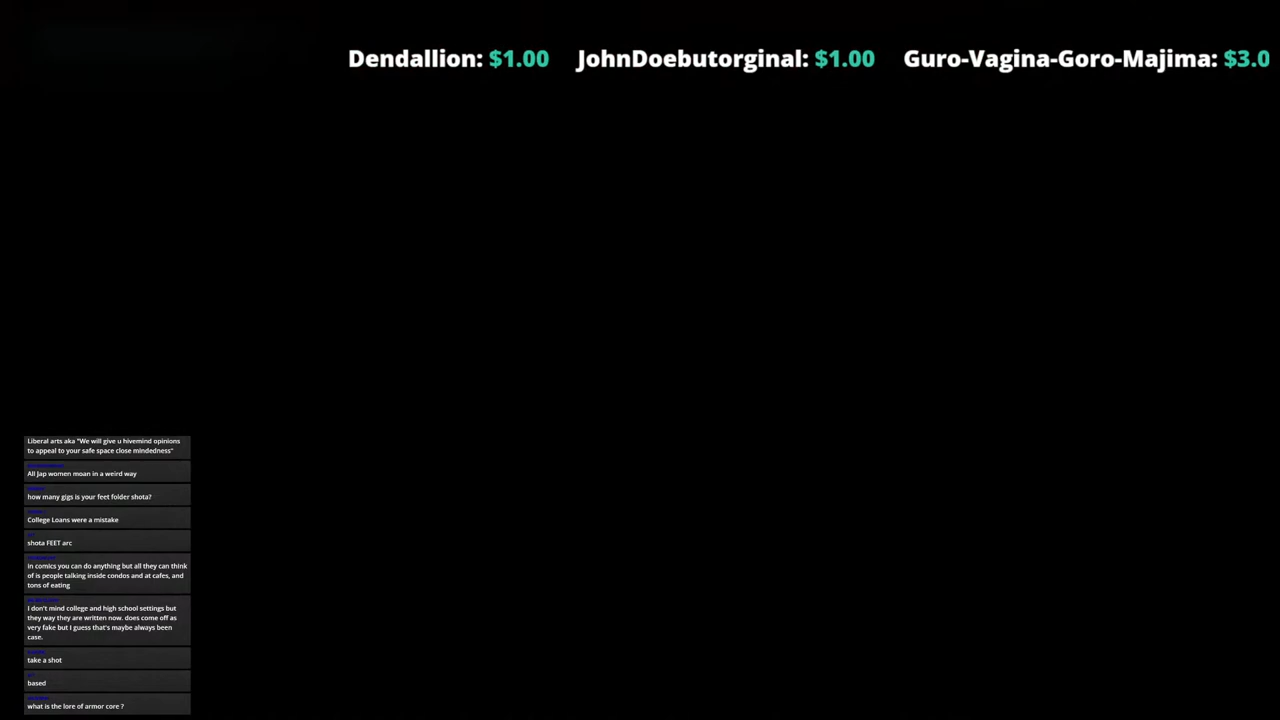 Dendallion: $1.00 JohnDoebutorginal: $1.00 Guro-Vagina-Goro-Majima: $3.0
Liberal arts aka "We will give u hivemind opinions
to appeal to your safe space close mindedness"
All Jap women moan in a weird way
how many gigs is your feet folder shota?
College Loans were a mistake
shota FEET arc
in comics you can do anything but all they can think
of is people talking inside condos and at cafes, and
tons of eating
I don't mind college and high school settings but
they way they are written now. does come off as
very fake but I guess that's maybe always been
case.
take a shot
based
what is the lore of armor core ?